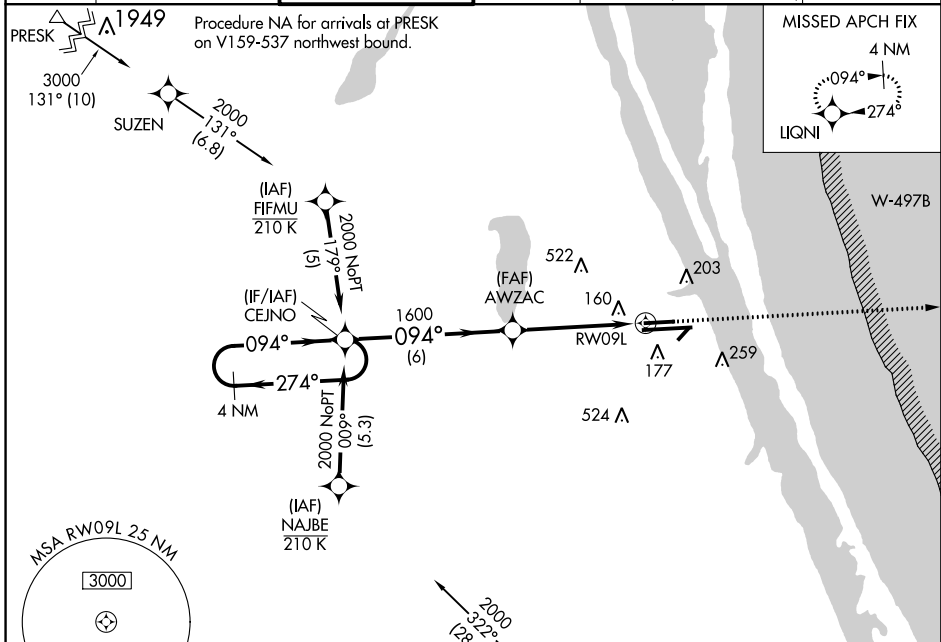 PRESK
1949
Procedure NA for arrivals at PRESK
on V159-537 northwest bound.
3000
131° (10)
SUZEN
2000
131°
(6.8)
MISSED APCH FIX
4 NM
094°
274°
LIQNI
W-497B
(IAF)
FIFMU
210 K
2000 NoPT
179°
(5)
(IF/IAF)
CEJNO
094°
274°
4 NM
1600
094°
(6)
(FAF)
AWZAC
522
160
203
RW09L
177
259
524
2000 NoPT
009°
(5.3)
(IAF)
NAJBE
210 K
MSA RW09L 25 NM
3000
2000
322°
(28